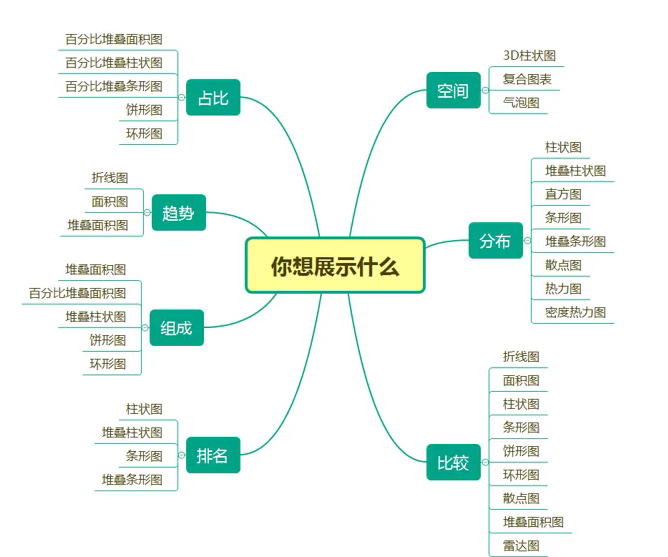 你想展示什么
占比
百分比堆叠面积图
百分比堆叠柱状图
百分比堆叠条形图
饼形图
环形图
趋势
折线图
面积图
堆叠面积图
组成
堆叠面积图
百分比堆叠面积图
堆叠柱状图
饼形图
环形图
排名
柱状图
堆叠柱状图
条形图
堆叠条形图
空间
3D柱状图
复合图表
气泡图
分布
柱状图
堆叠柱状图
直方图
条形图
堆叠条形图
散点图
热力图
密度热力图
比较
折线图
面积图
柱状图
条形图
饼形图
环形图
散点图
堆叠面积图
雷达图